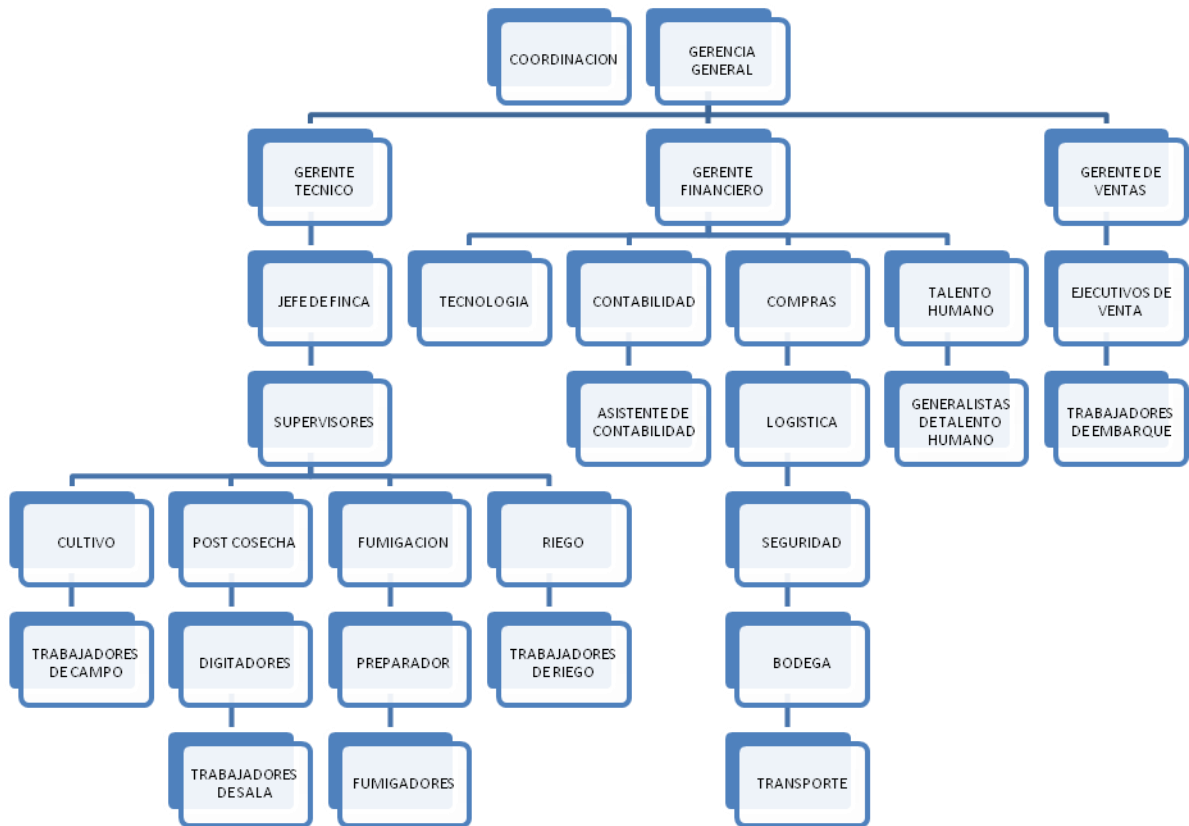 COORDINACION
GERENCIA
GENERAL
GERENTE
TECNICO
GERENTE
FINANCIERO
GERENTE DE
VENTAS
JEFE DE FINCA
TECNOLOGIA
CONTABILIDAD
COMPRAS
TALENTO
HUMANO
EJECUTIVOS DE
VENTA
SUPERVISORES
ASISTENTE DE
CONTABILIDAD
LOGISTICA
GENERALISTAS
DE TALENTO
HUMANO
TRABAJADORES
DE EMBARQUE
CULTIVO
POST COSECHA
FUMIGACION
RIEGO
SEGURIDAD
TRABAJADORES
DE CAMPO
DIGITADORES
PREPARADOR
TRABAJADORES
DE RIEGO
BODEGA
TRABAJADORES
DE SALA
FUMIGADORES
TRANSPORTE